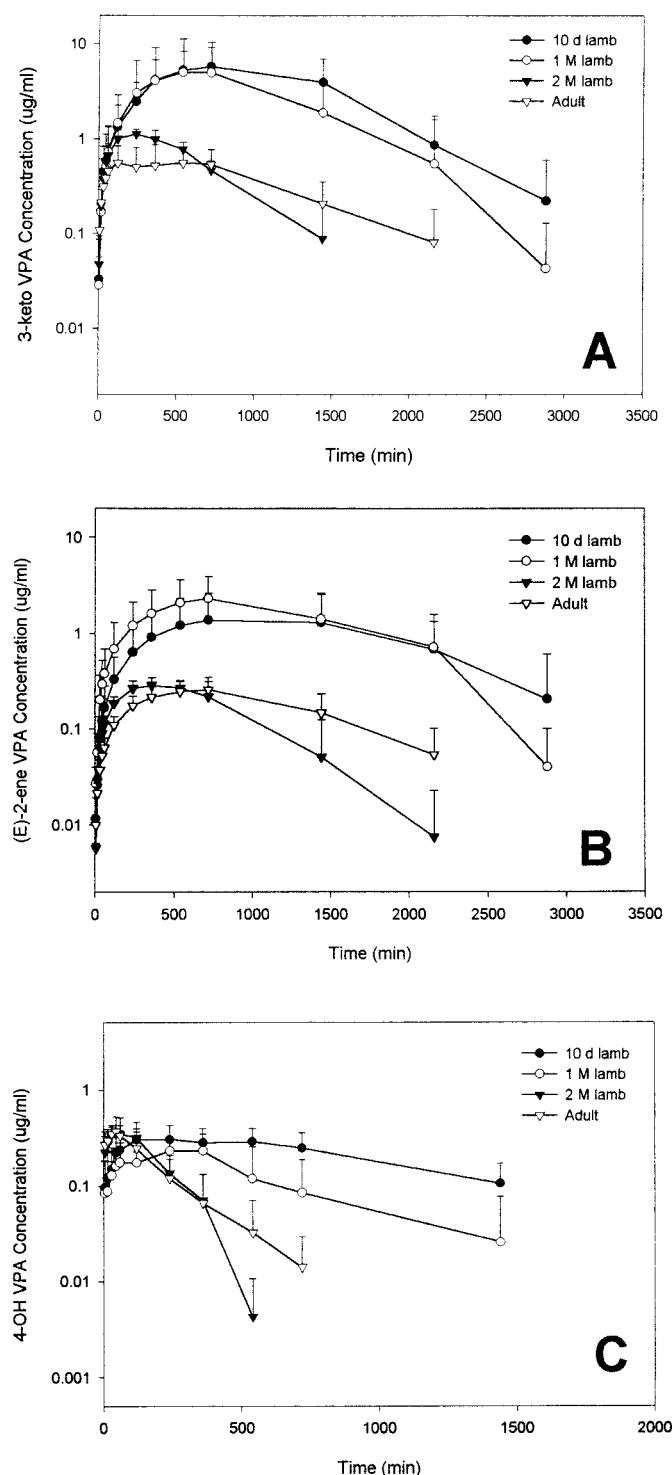 10
1
0.1
0.01
3-keto VPA Concentration (ug/ml)
10 d lamb
1 M lamb
2 M lamb
Adult
A
0 500 1000 1500 2000 2500 3000 3500
Time (min)
10
1
0.1
0.01
(E)-2-ene VPA Concentration (ug/ml)
10 d lamb
1 M lamb
2 M lamb
Adult
B
0 500 1000 1500 2000 2500 3000 3500
Time (min)
1
0.1
0.01
0.001
4-OH VPA Concentration (ug/ml)
10 d lamb
1 M lamb
2 M lamb
Adult
C
0 500 1000 1500 2000
Time (min)